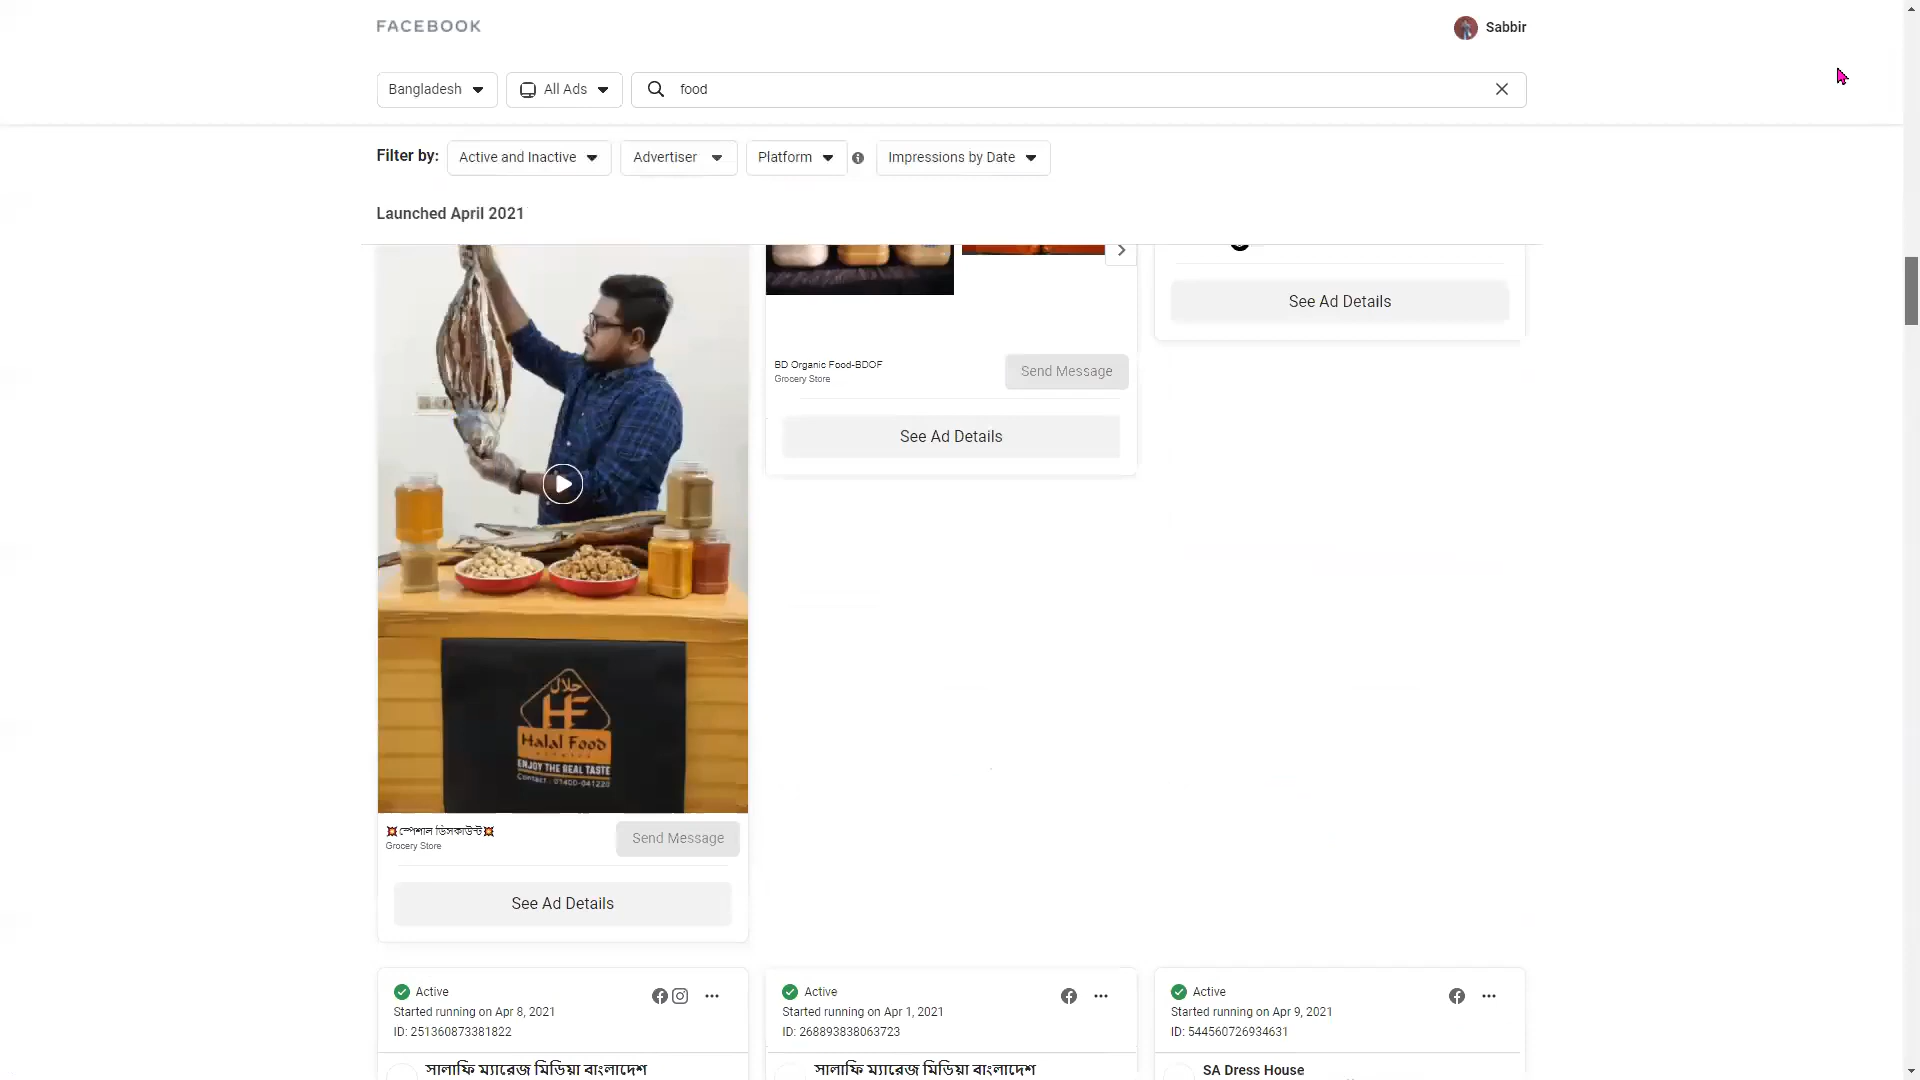 FACEBOOK
Sabbir
Bangladesh
All Ads
food
Filter by:
Active and Inactive
Advertiser
Platform
Impressions by Date
Launched April 2021
See Ad Details
BD Organic Food-BDOF
Grocery Store
Send Message
See Ad Details
حلال
HF
Halal Food
ENJOY THE REAL TASTE
Contact : 01400-041220
💥স্পেশাল ডিসকাউন্ট💥
Grocery Store
Send Message
See Ad Details
Active
Started running on Apr 8, 2021
ID: 251360873381822
সালাফি ম্যারেজ মিডিয়া বাংলাদেশ
Active
Started running on Apr 1, 2021
ID: 268893838063723
সালাফি ম্যারেজ মিডিয়া বাংলাদেশ
Active
Started running on Apr 9, 2021
ID: 544560726934631
SA Dress House